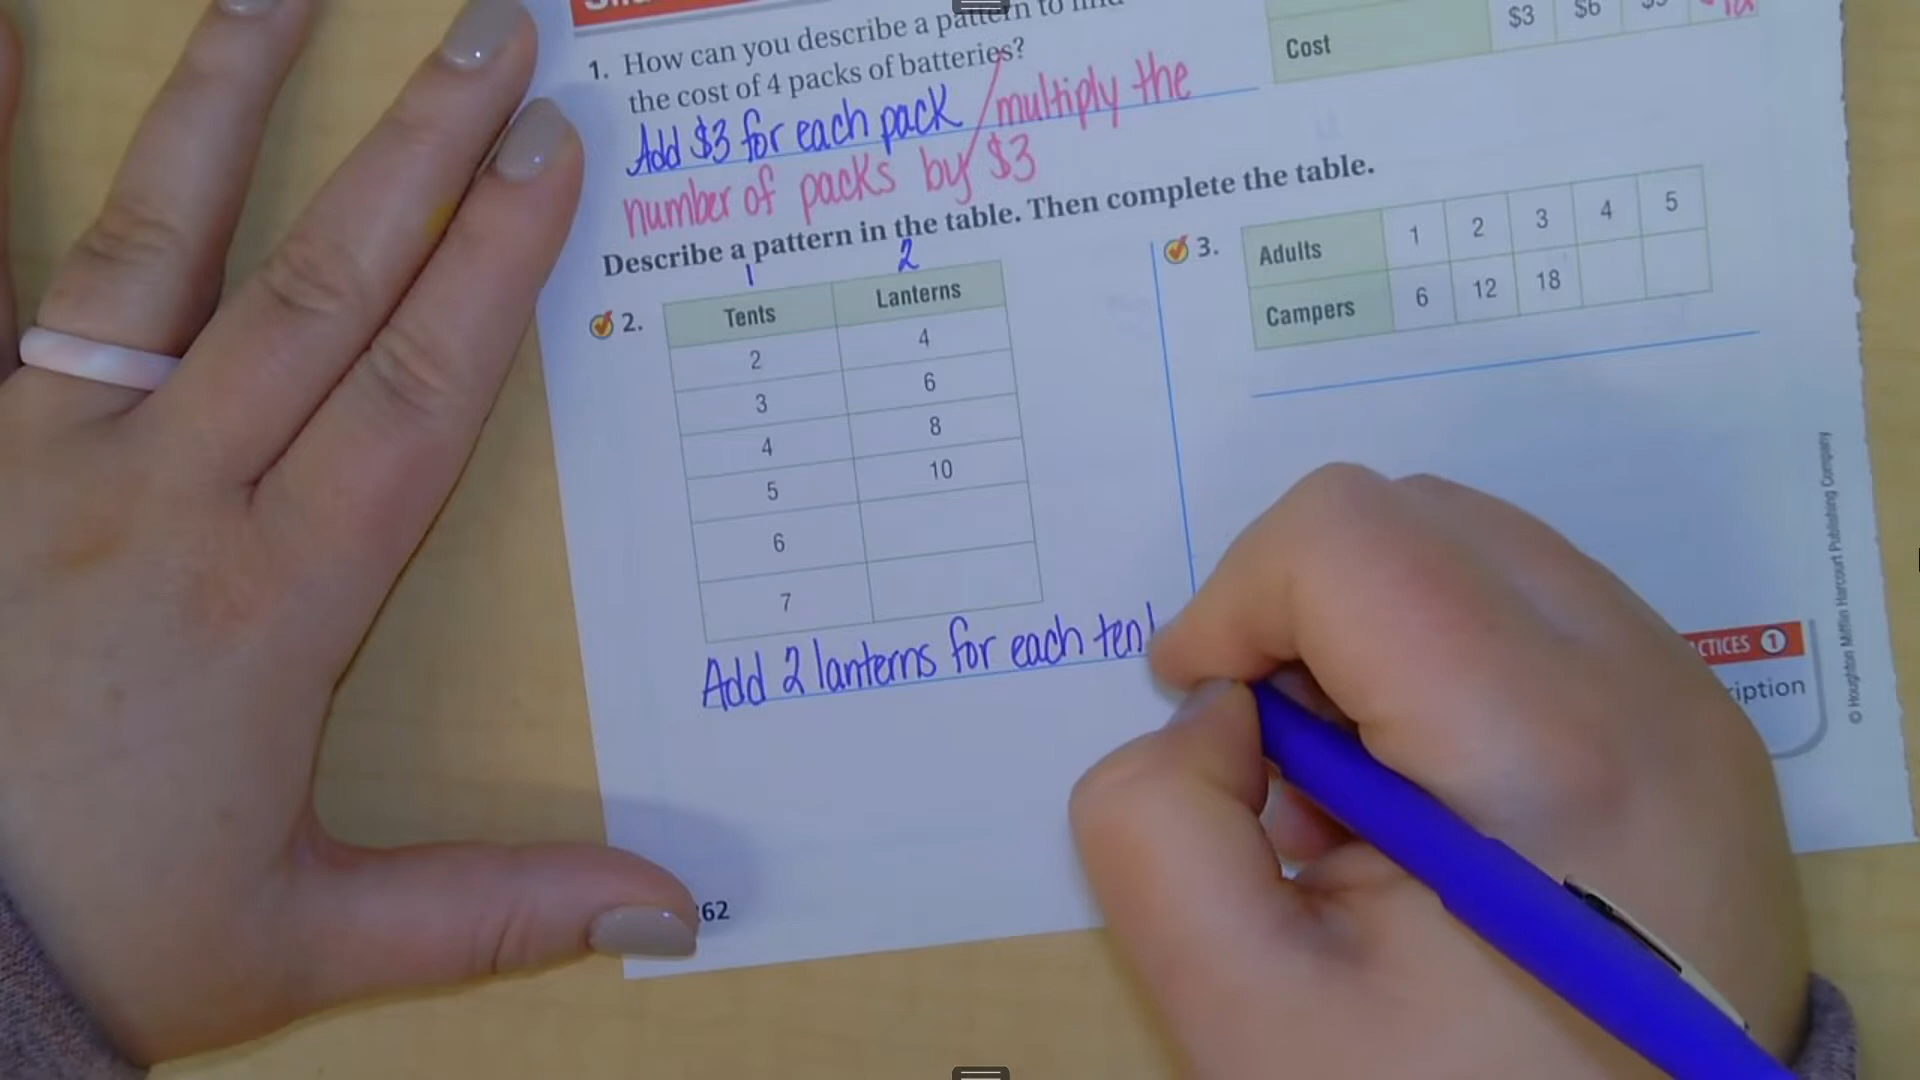 1. How can you describe a pattern to
the cost of 4 packs of batteries?
Add $3 for each pack / multiply the
number of packs by $3
Cost $3 $6
Describe a pattern in the table. Then complete the table.
1 2
2. Tents Lanterns
2 4
3 6
4 8
5 10
6
7
Add 2 lanterns for each tent
3. Adults 1 2 3 4 5
Campers 6 12 18
CTICES 1
ription
© Houghton Mifflin Harcourt Publishing Company
62